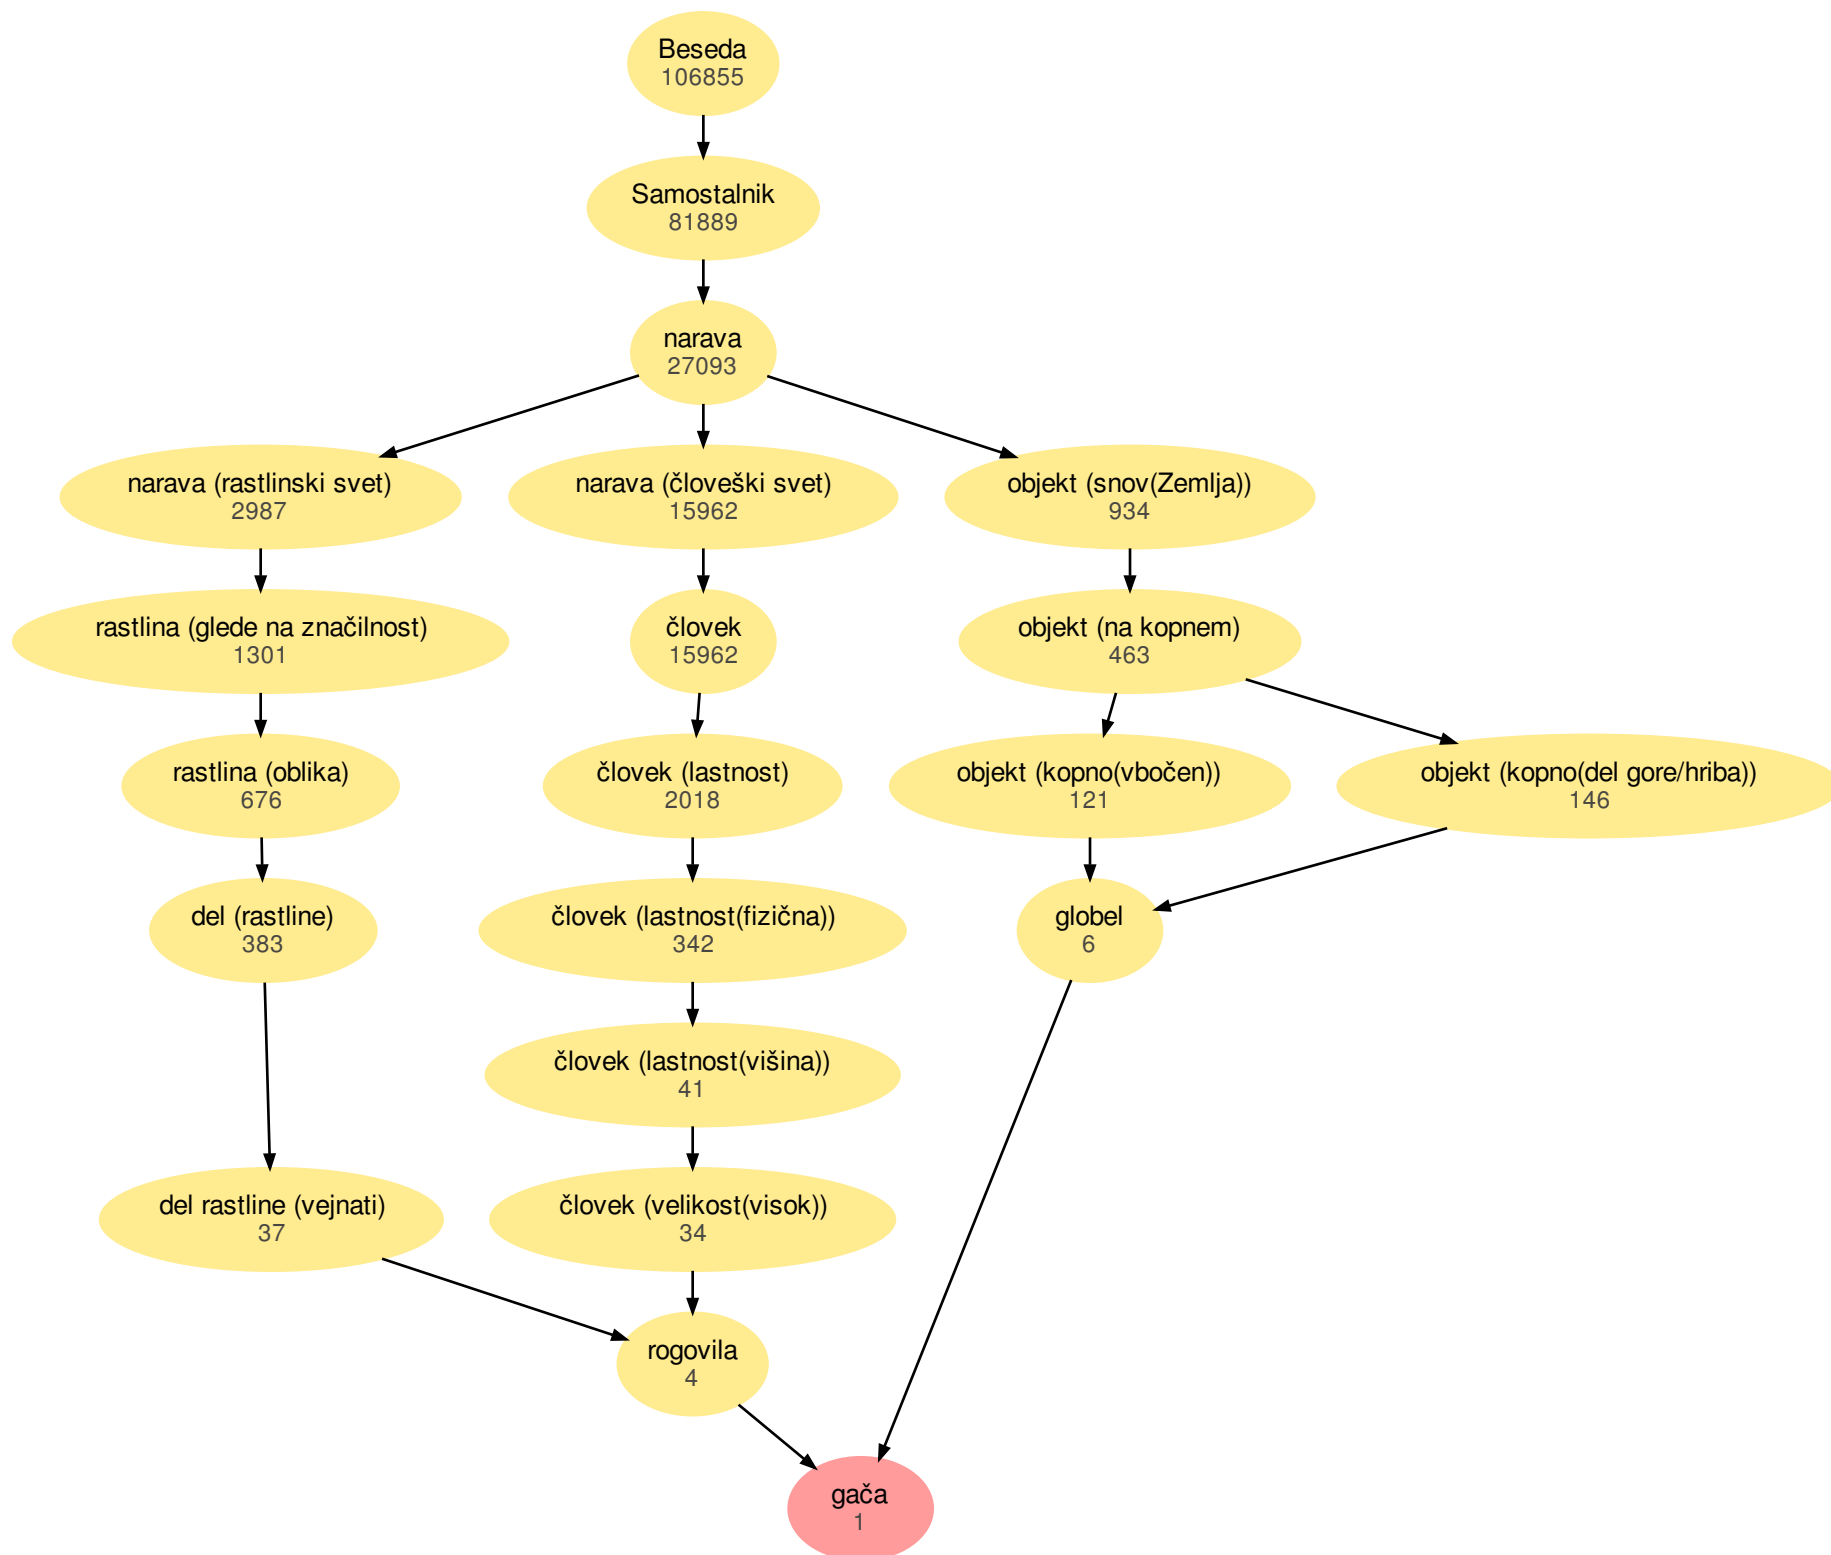 Beseda
106855
Samostalnik
81889
narava
27093
narava (rastlinski svet)
2987
narava (človeški svet)
15962
objekt (snov(Zemlja))
934
rastlina (glede na značilnost)
1301
človek
15962
objekt (na kopnem)
463
rastlina (oblika)
676
človek (lastnost)
2018
objekt (kopno(vbočen))
121
objekt (kopno(del gore/hriba))
146
del (rastline)
383
človek (lastnost(fizična))
342
globel
6
človek (lastnost(višina))
41
del rastline (vejnati)
37
človek (velikost(visok))
34
rogovila
4
gača
1